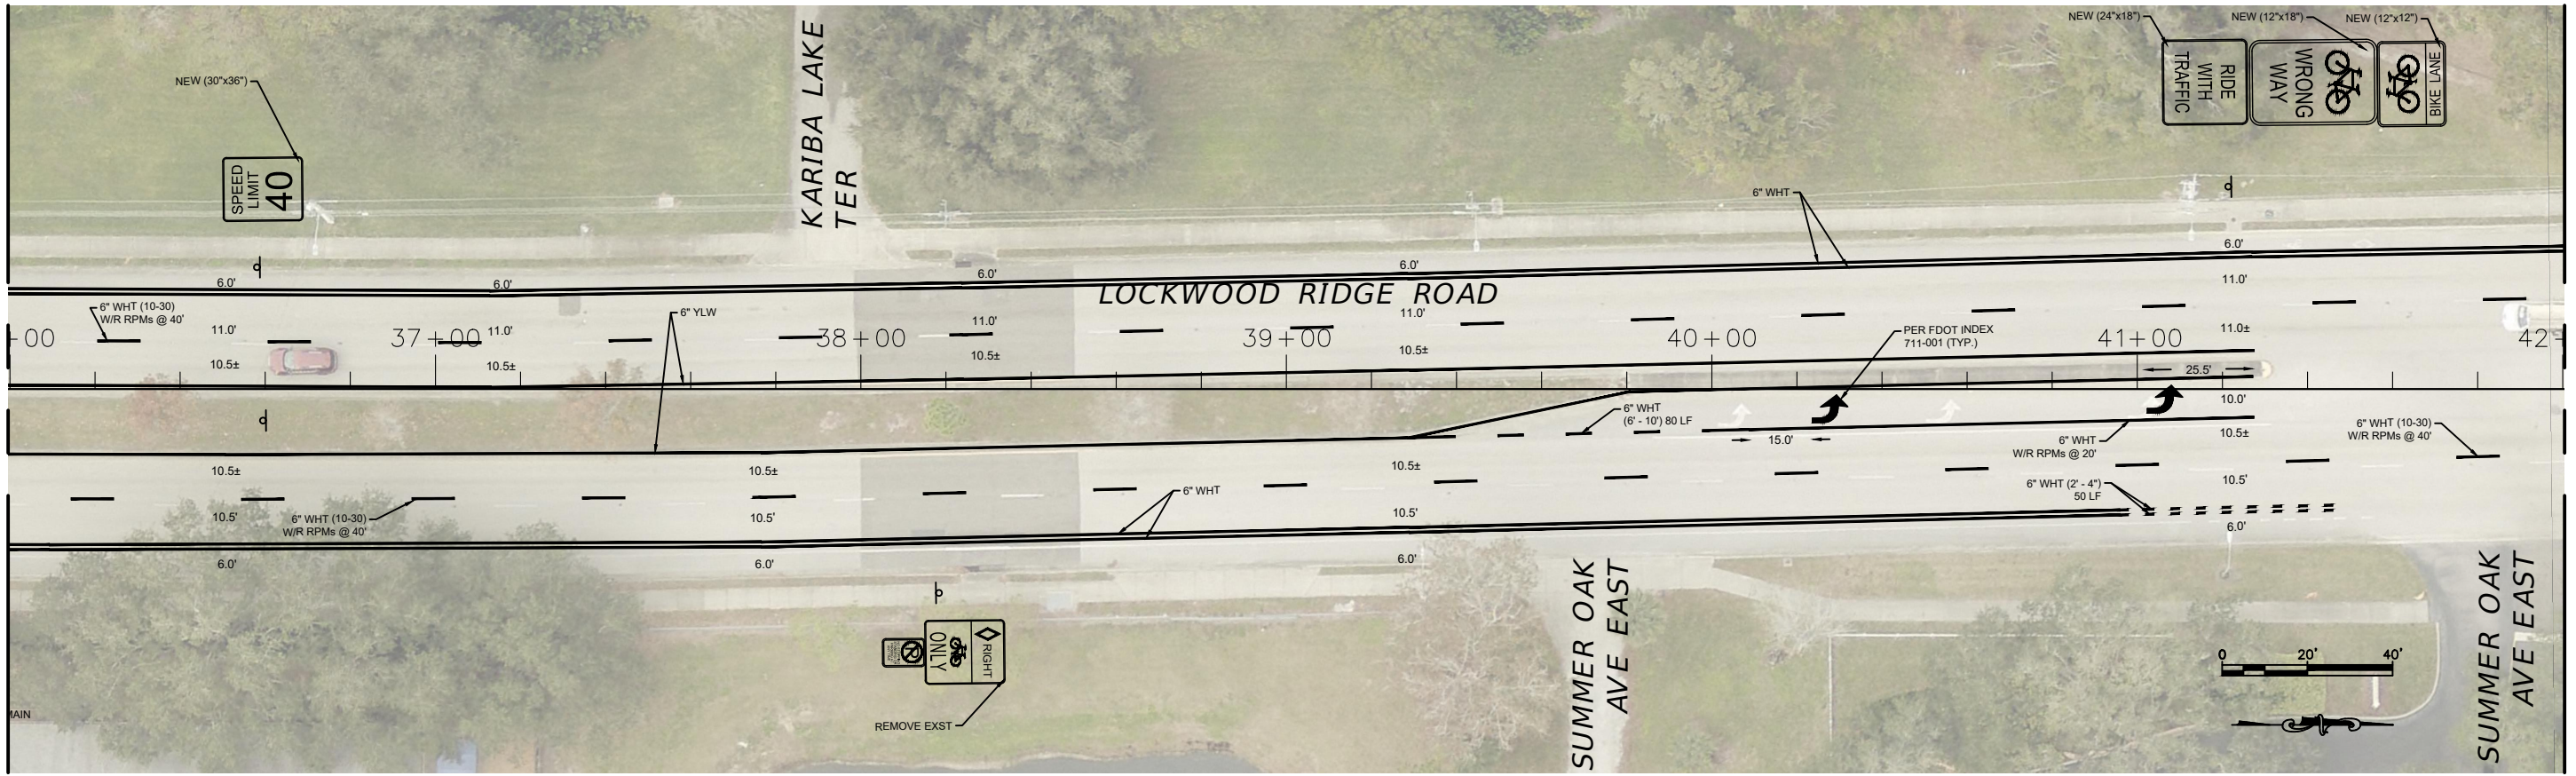 NEW (24"x18")
NEW (12"x18")
NEW (12"x12")
RIDE
WITH
TRAFFIC
WRONG
WAY
BIKE LANE
NEW (30"x36")
SPEED
LIMIT
40
KARIBA LAKE
TER
6" WHT
6.0'
6.0'
6.0'
6.0'
6.0'
LOCKWOOD RIDGE ROAD
6" WHT (10-30)
W/R RPMs @ 40'
11.0'
11.0'
11.0'
11.0'
11.0'
11.0±
6" YLW
+00
37+00
38+00
39+00
40+00
41+00
42+
PER FDOT INDEX
711-001 (TYP.)
10.5±
10.5±
10.5±
10.5±
25.5'
10.0'
6" WHT
(6' - 10') 80 LF
15.0'
6" WHT
W/R RPMs @ 20'
10.5±
6" WHT (10-30)
W/R RPMs @ 40'
10.5±
10.5±
10.5±
10.5'
10.5'
10.5'
10.5'
6" WHT (10-30)
W/R RPMs @ 40'
6" WHT
6" WHT (2' - 4")
50 LF
6.0'
6.0'
6.0'
6.0'
RIGHT
ONLY
REMOVE EXST
SUMMER OAK
AVE EAST
SUMMER OAK
AVE EAST
0
20'
40'
MAIN